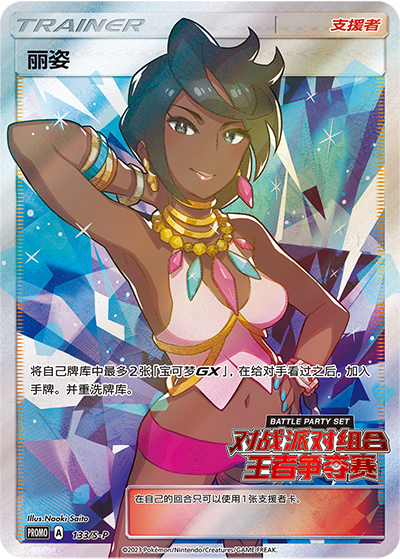 TRAINER
支援者
丽姿
将自己牌库中最多2张「宝可梦GX」，在给对手看过之后，加入
手牌。并重洗牌库。
BATTLE PARTY SET
对战派对组合
王者争夺赛
在自己的回合只可以使用1张支援者卡。
Illus.Naoki Saito
PROMO A 133/S-P
©2023 Pokémon/Nintendo/Creatures/GAME FREAK.